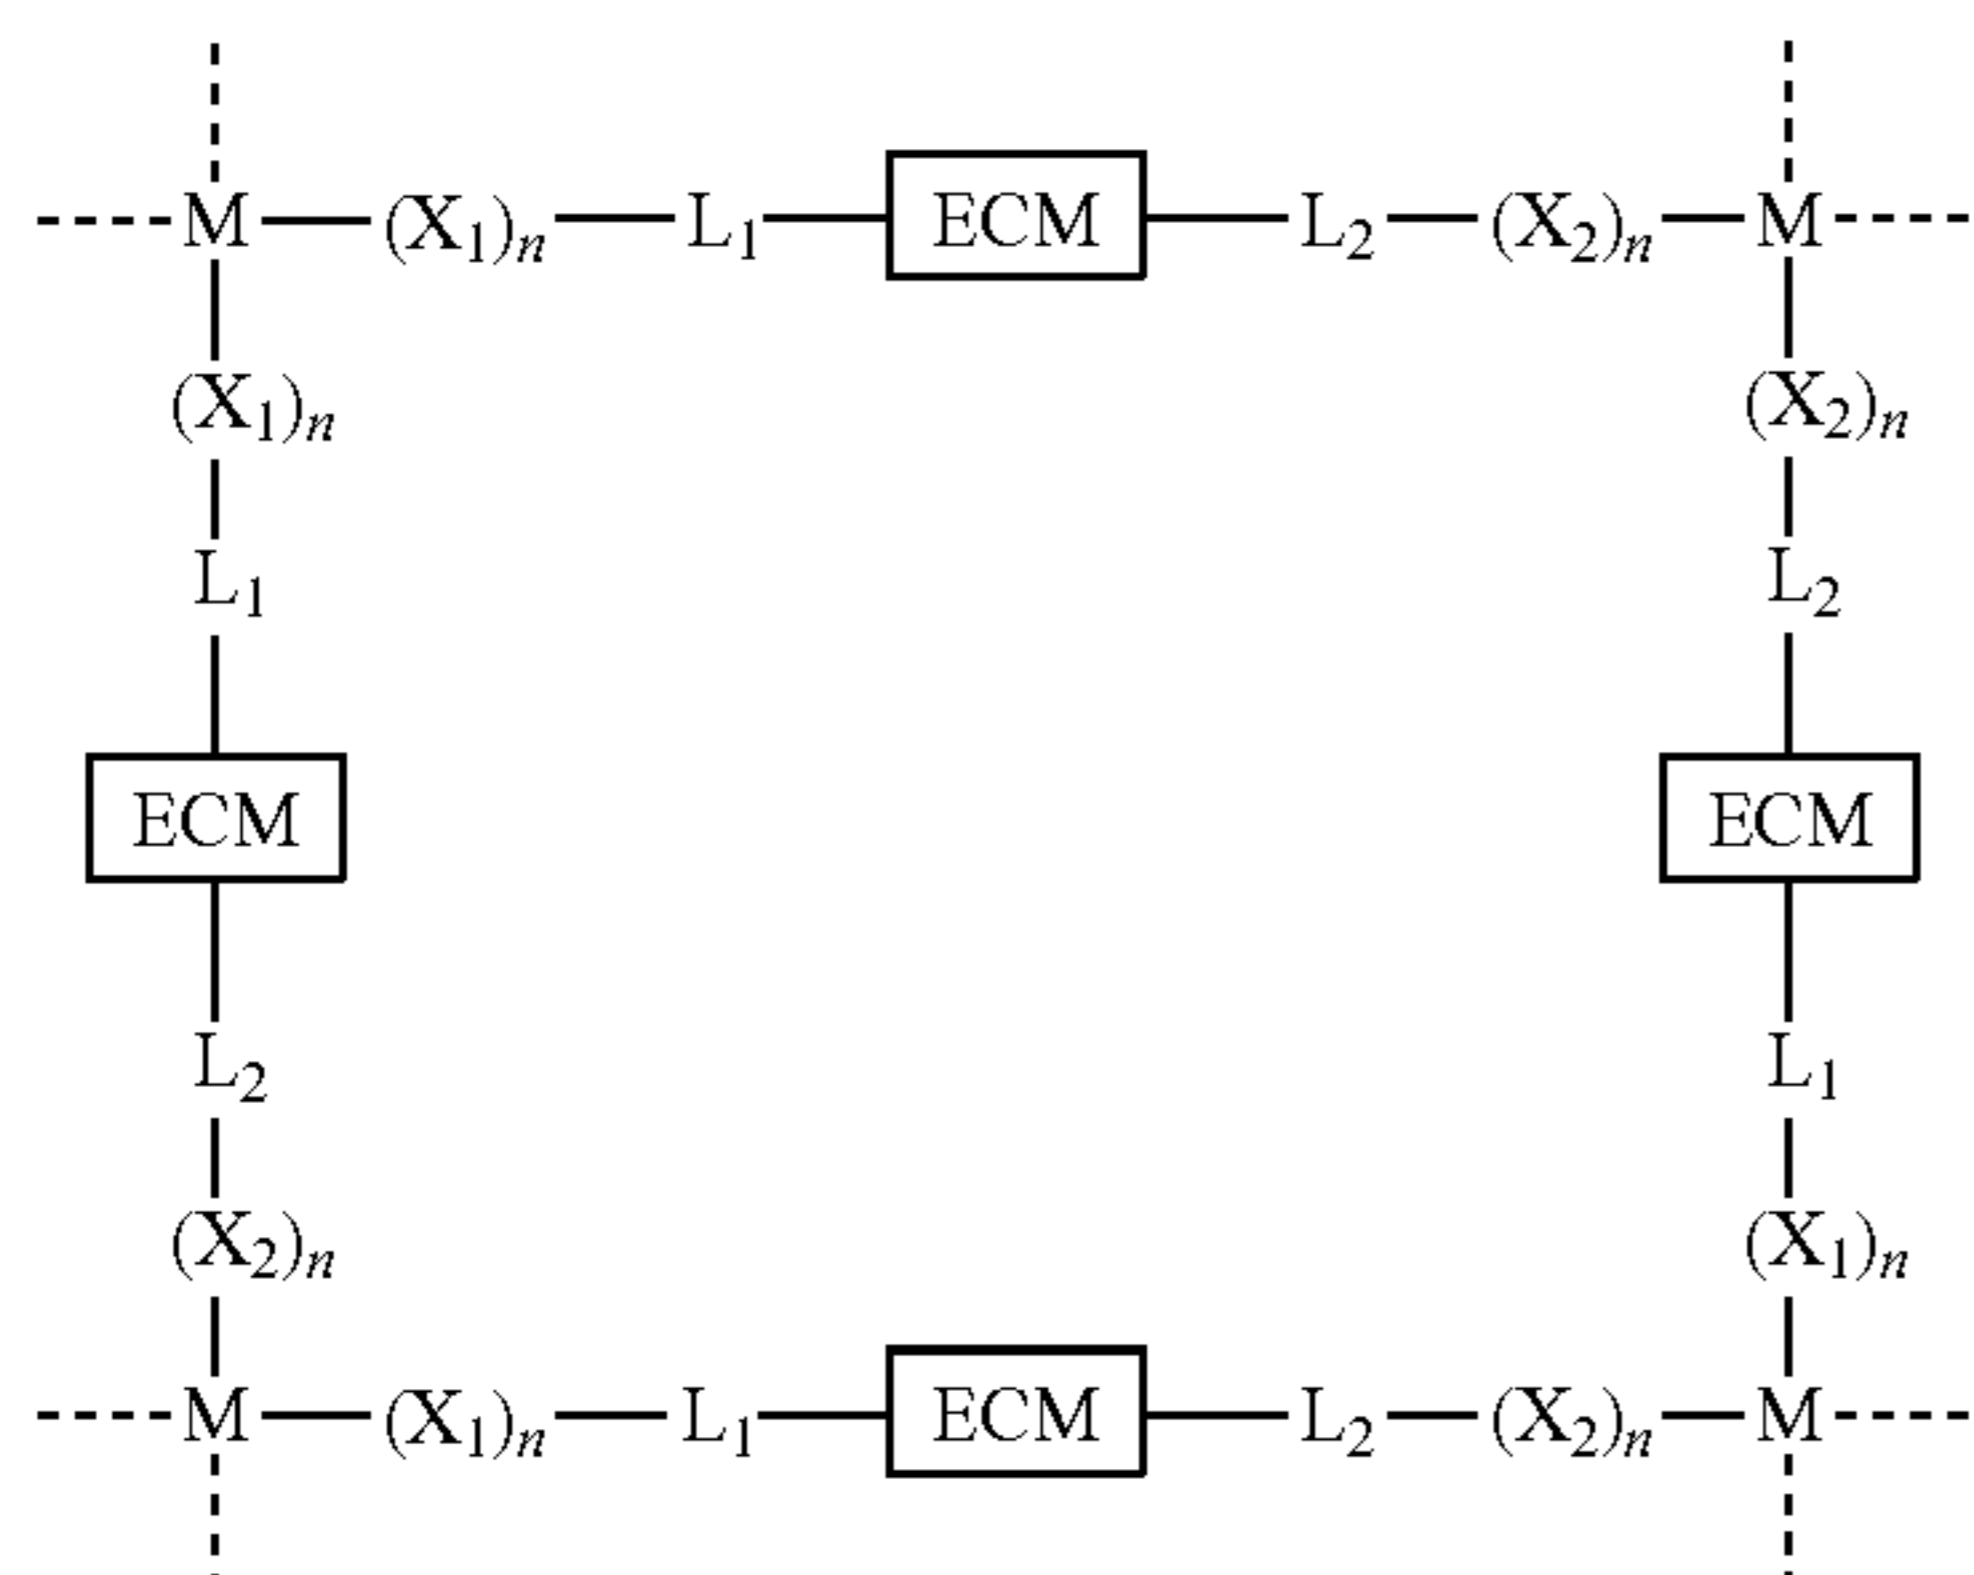 M (X₁)ₙ L₁ ECM L₂ (X₂)ₙ M
(X₁)ₙ (X₂)ₙ
L₁ L₂
ECM ECM
L₂ L₁
(X₂)ₙ (X₁)ₙ
M (X₁)ₙ L₁ ECM L₂ (X₂)ₙ M